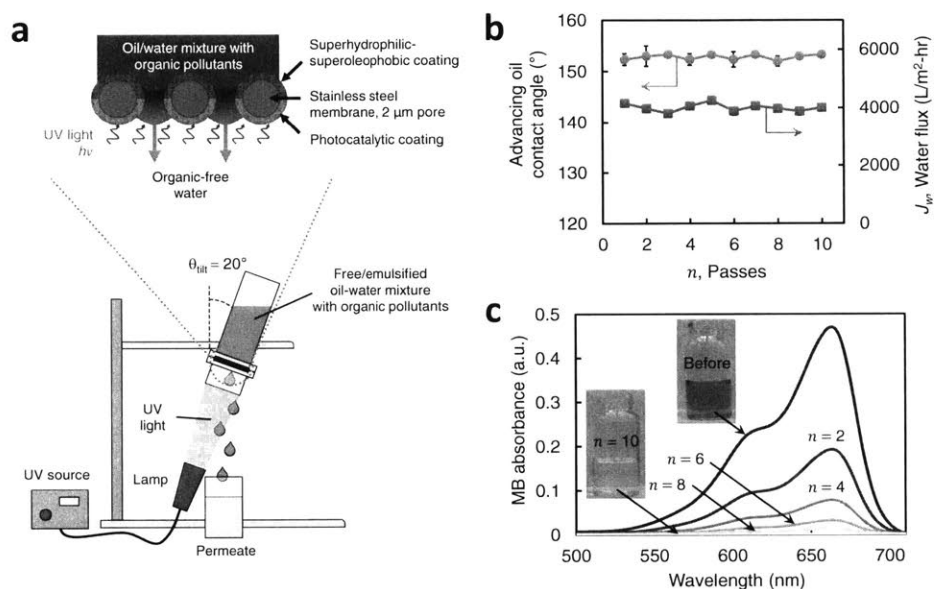 a
Oil/water mixture with
organic pollutants
Superhydrophilic-
superoleophobic coating
Stainless steel
membrane, 2 μm pore
Photocatalytic coating
UV light
hν
Organic-free
water
θtilt = 20°
Free/emulsified
oil-water mixture
with organic pollutants
UV
light
UV source
Lamp
Permeate
b
Advancing oil
contact angle (°)
160
150
140
130
120
6000
4000
2000
0
Jw, Water flux (L/m²-hr)
0 2 4 6 8 10
n, Passes
c
MB absorbance (a.u.)
0.5
0.4
0.3
0.2
0.1
0
Before
n = 10
n = 2
n = 6
n = 8
n = 4
500 550 600 650 700
Wavelength (nm)